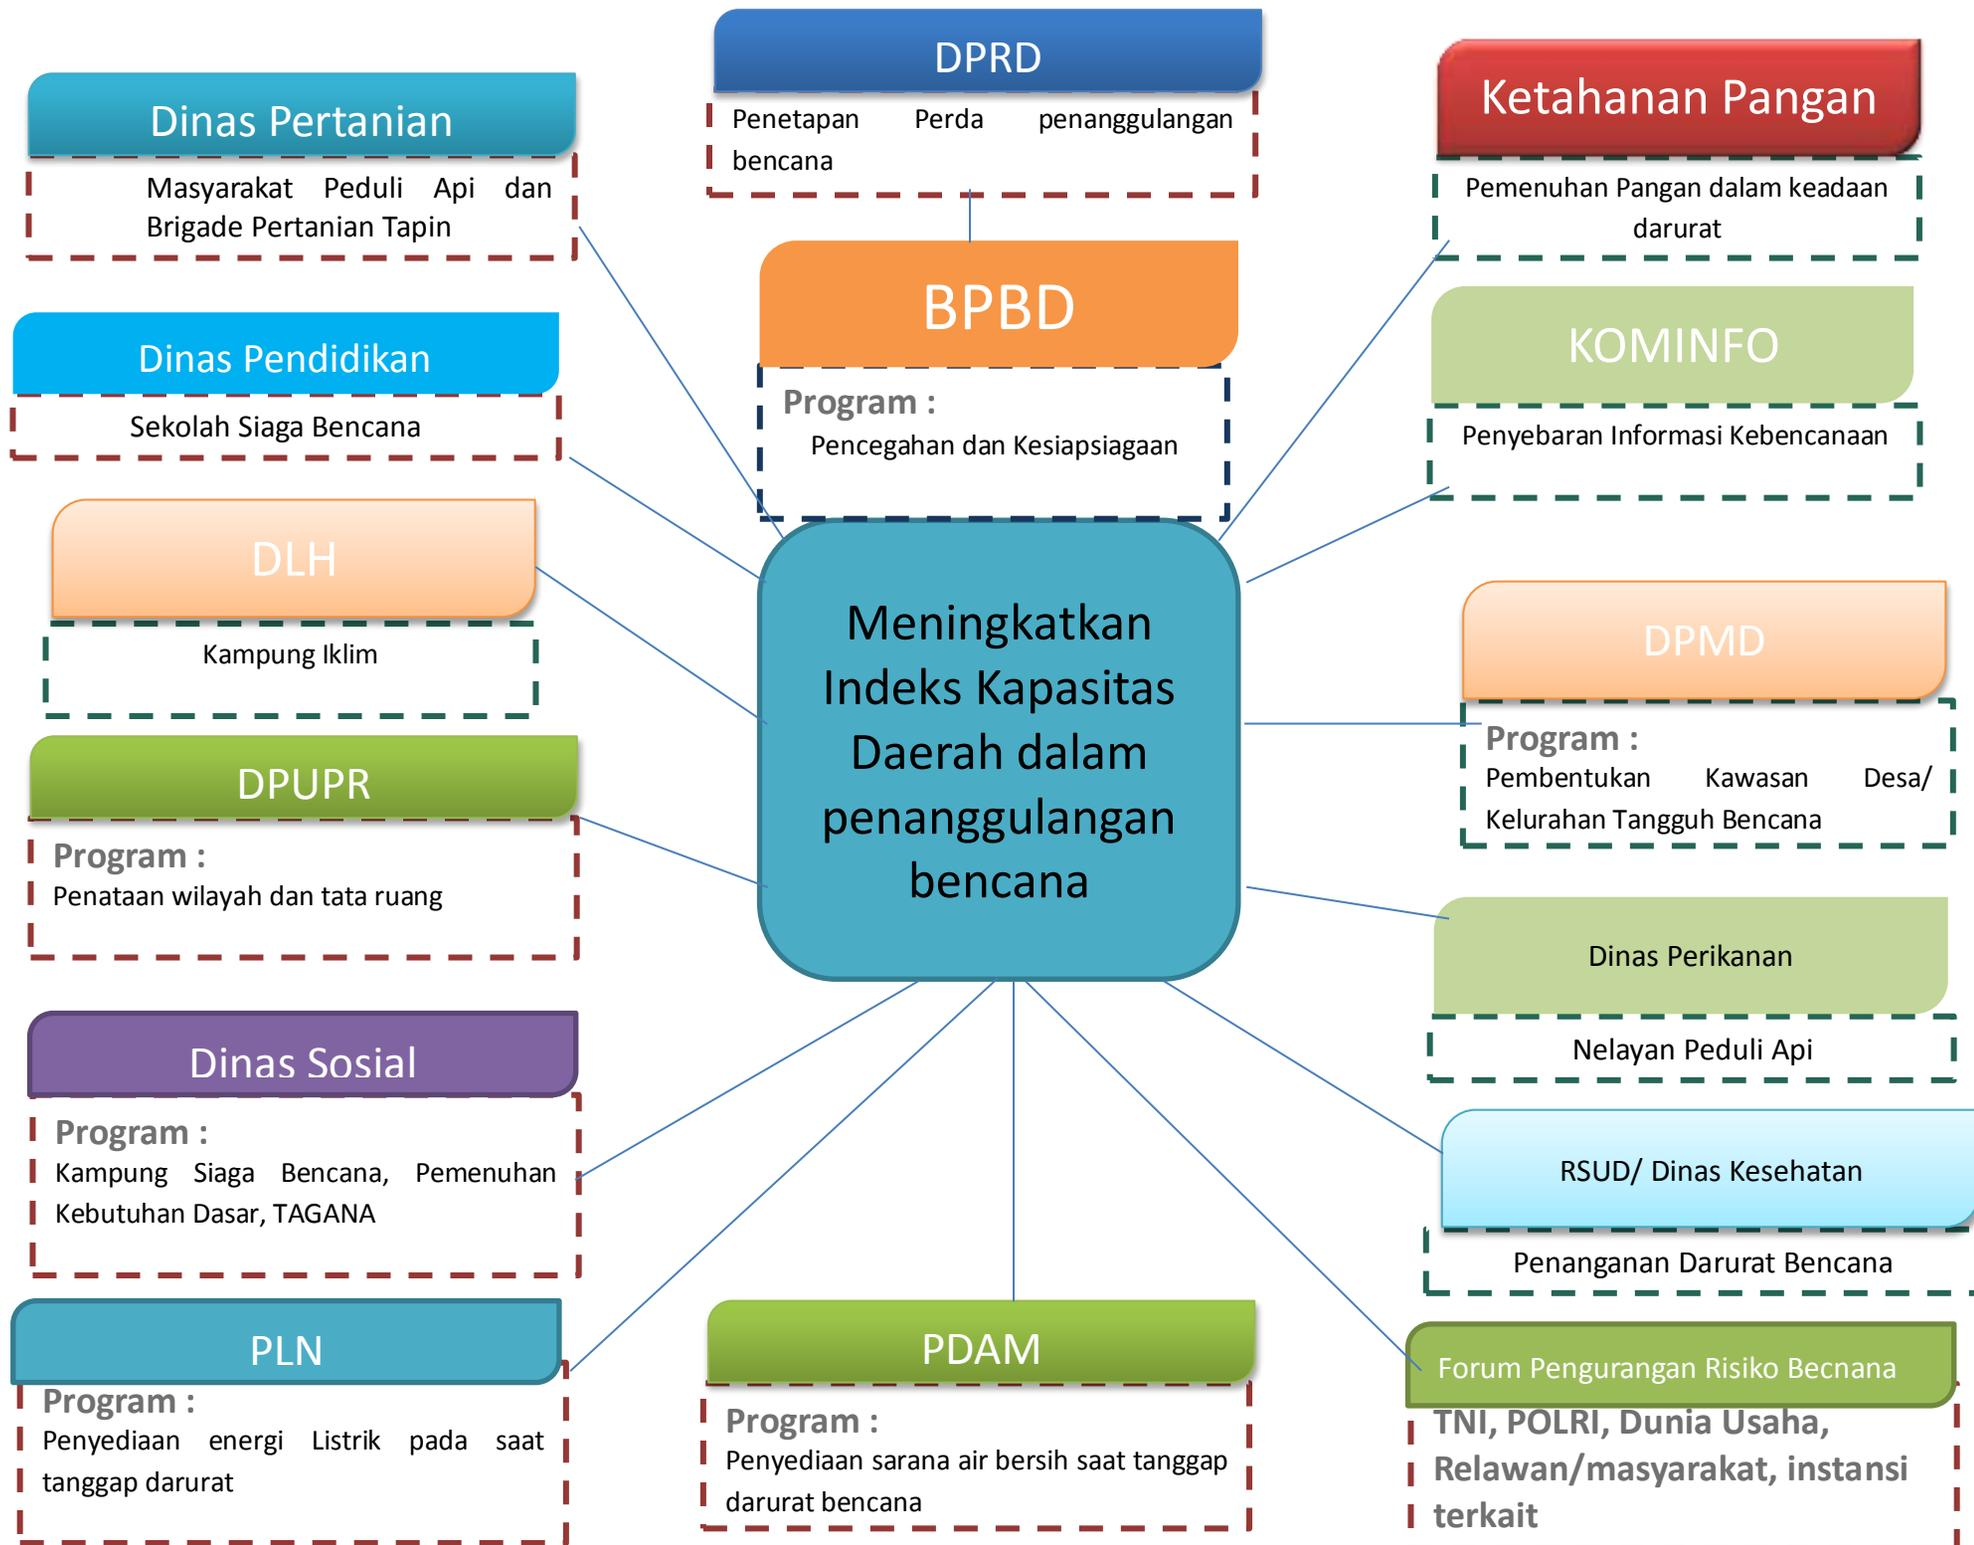 DPRD
Penetapan Perda penanggulangan
bencana
Dinas Pertanian
Masyarakat Peduli Api dan
Brigade Pertanian Tapin
Ketahanan Pangan
Pemenuhan Pangan dalam keadaan
darurat
BPBD
Program :
Pencegahan dan Kesiapsiagaan
Dinas Pendidikan
Sekolah Siaga Bencana
KOMINFO
Penyebaran Informasi Kebencanaan
DLH
Kampung Iklim
Meningkatkan
Indeks Kapasitas
Daerah dalam
penanggulangan
bencana
DPMD
Program :
Pembentukan Kawasan Desa/
Kelurahan Tangguh Bencana
DPUPR
Program :
Penataan wilayah dan tata ruang
Dinas Perikanan
Nelayan Peduli Api
Dinas Sosial
Program :
Kampung Siaga Bencana, Pemenuhan
Kebutuhan Dasar, TAGANA
RSUD/ Dinas Kesehatan
Penanganan Darurat Bencana
PLN
Program :
Penyediaan energi Listrik pada saat
tanggap darurat
PDAM
Program :
Penyediaan sarana air bersih saat tanggap
darurat bencana
Forum Pengurangan Risiko Becnana
TNI, POLRI, Dunia Usaha,
Relawan/masyarakat, instansi
terkait